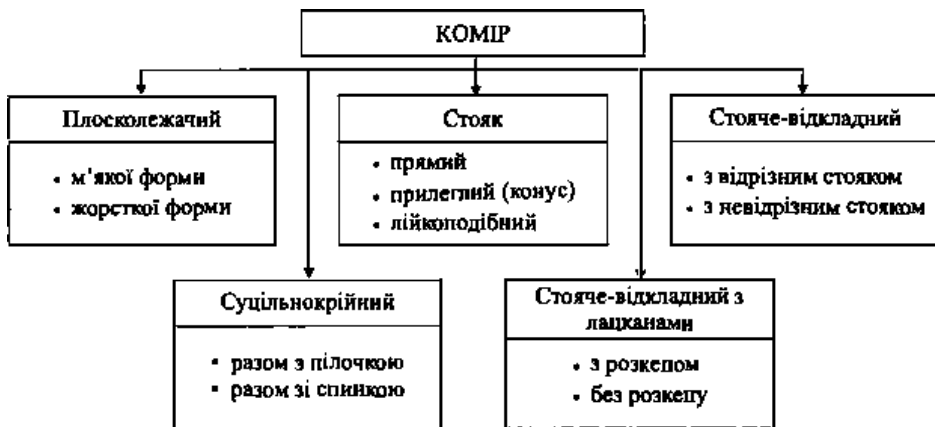 КОМІР
Плосколежачий
• м'якої форми
• жорсткої форми
Стояк
• прямий
• прилеглий (конус)
• лійкоподібний
Стояче-відкладний
• з відрізним стояком
• з невідрізним стояком
Суцільнокрійний
▪ разом з пілочкою
▪ разом зі спинкою
Стояче-відкладний з
лацканами
• з розкепом
• без розкепу